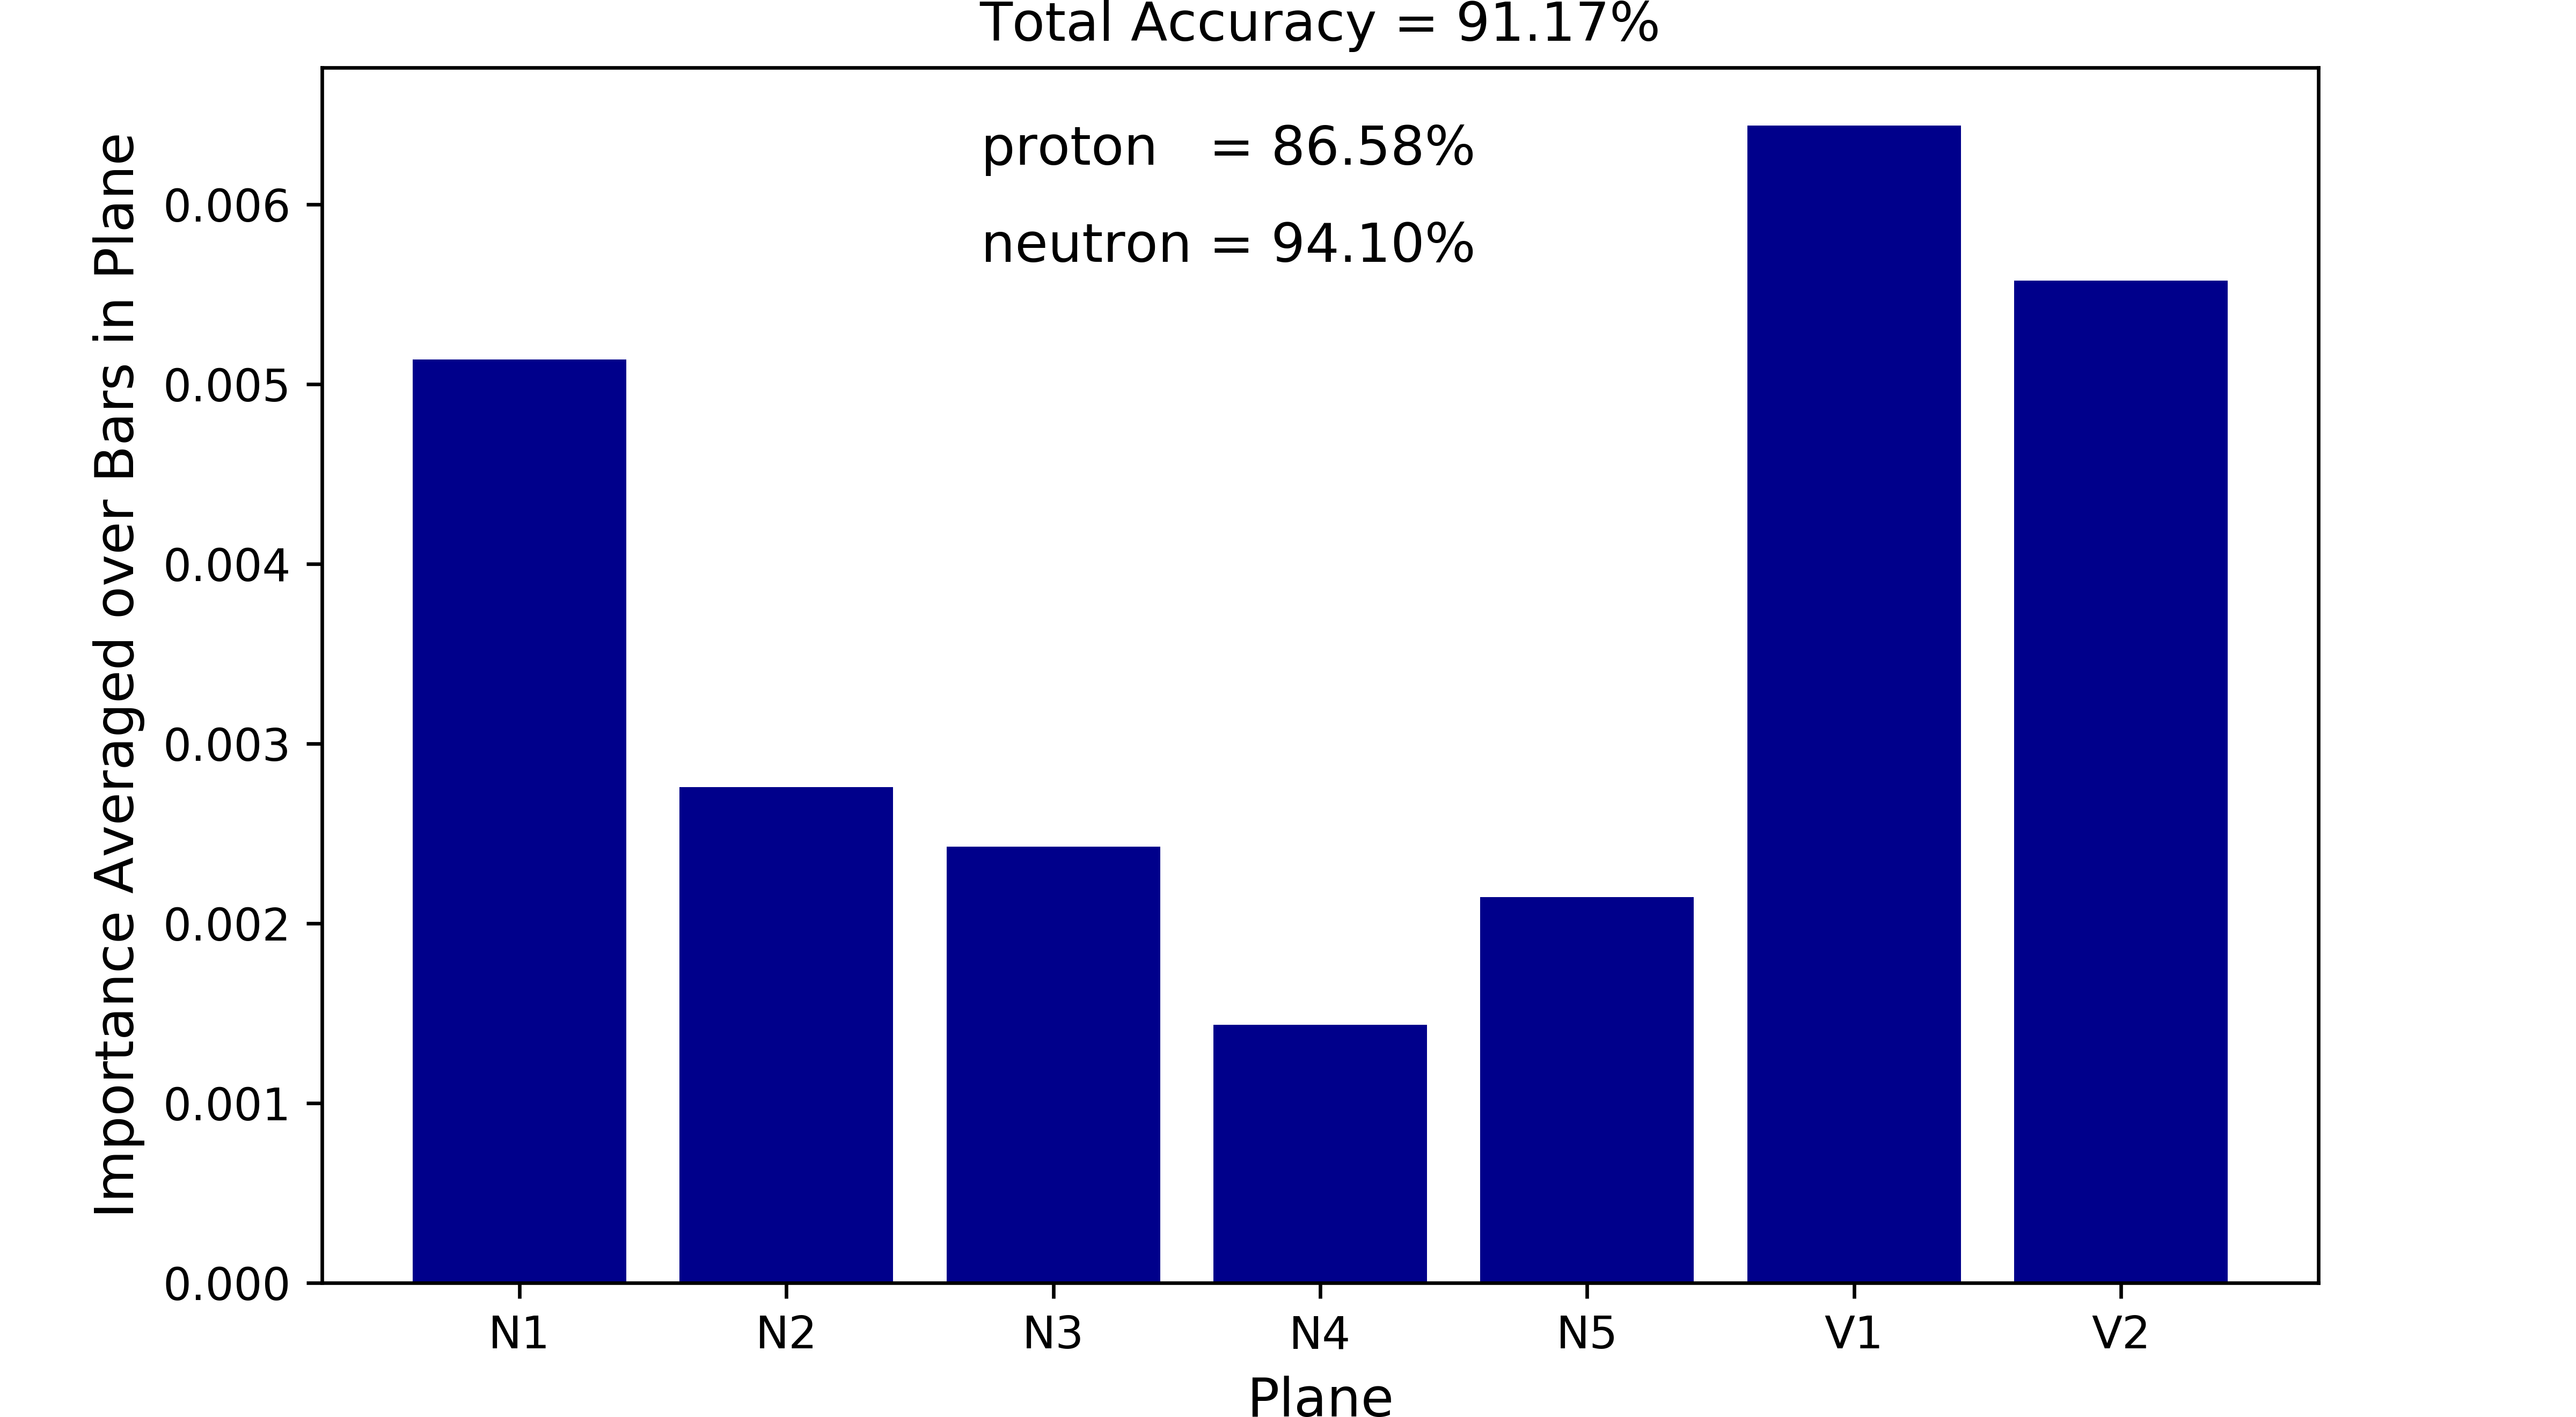 Total Accuracy = 91.17%
proton = 86.58%
neutron = 94.10%
Importance Averaged over Bars in Plane
0.006
0.005
0.004
0.003
0.002
0.001
0.000
N1 N2 N3 N4 N5 V1 V2
Plane